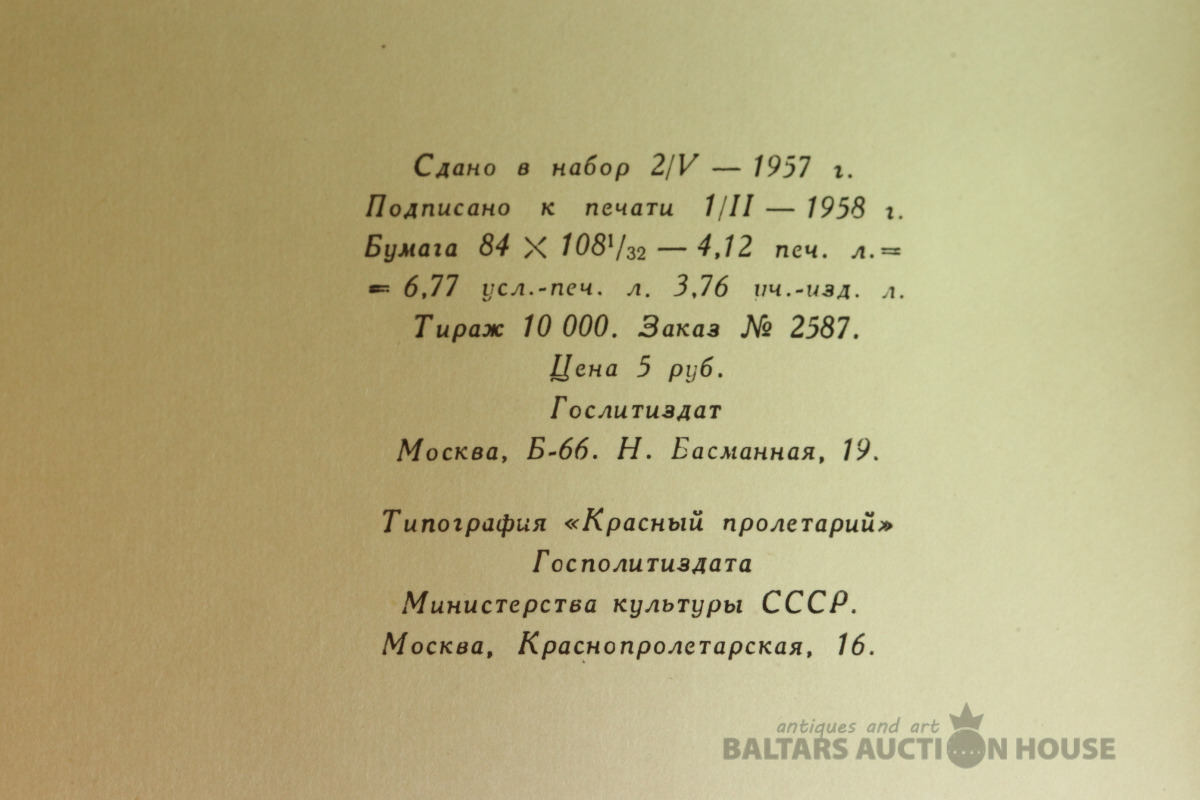 Сдано в набор 2/V — 1957 г.
Подписано к печати 1/II — 1958 г.
Бумага 84 × 108¹/₃₂ — 4,12 печ. л.=
= 6,77 усл.-печ. л. 3,76 уч.-изд. л.
Тираж 10 000. Заказ № 2587.
Цена 5 руб.
Гослитиздат
Москва, Б-66. Н. Басманная, 19.
Типография «Красный пролетарий»
Госполитиздата
Министерства культуры СССР.
Москва, Краснопролетарская, 16.
antiques and art
BALTARS AUCTION HOUSE